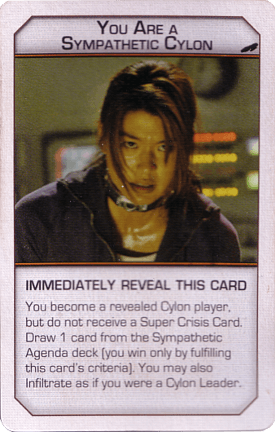 YOU ARE A
SYMPATHETIC CYLON
IMMEDIATELY REVEAL THIS CARD
You become a revealed Cylon player,
but do not receive a Super Crisis Card.
Draw 1 card from the Sympathetic
Agenda deck (you win only by fulfilling
this card's criteria). You may also
Infiltrate as if you were a Cylon Leader.